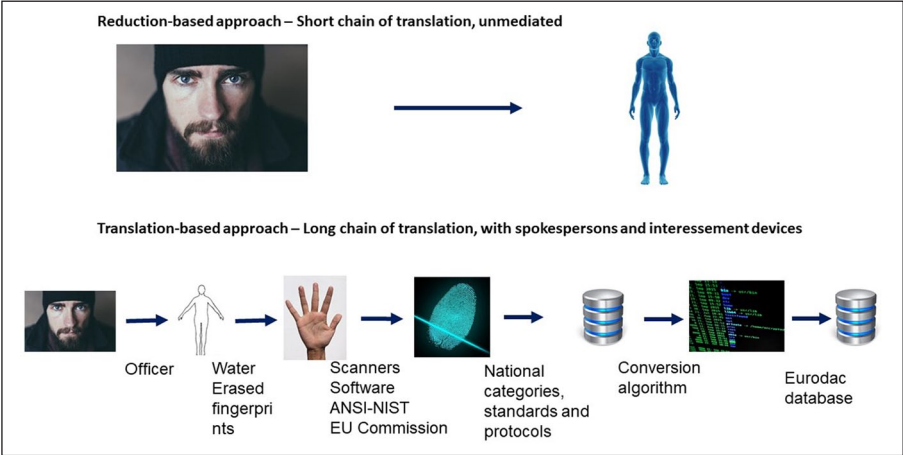 Reduction-based approach – Short chain of translation, unmediated
Translation-based approach – Long chain of translation, with spokespersons and interessement devices
Officer
Water
Erased
fingerpri
nts
Scanners
Software
ANSI-NIST
EU Commission
National
categories,
standards and
protocols
Conversion
algorithm
Eurodac
database